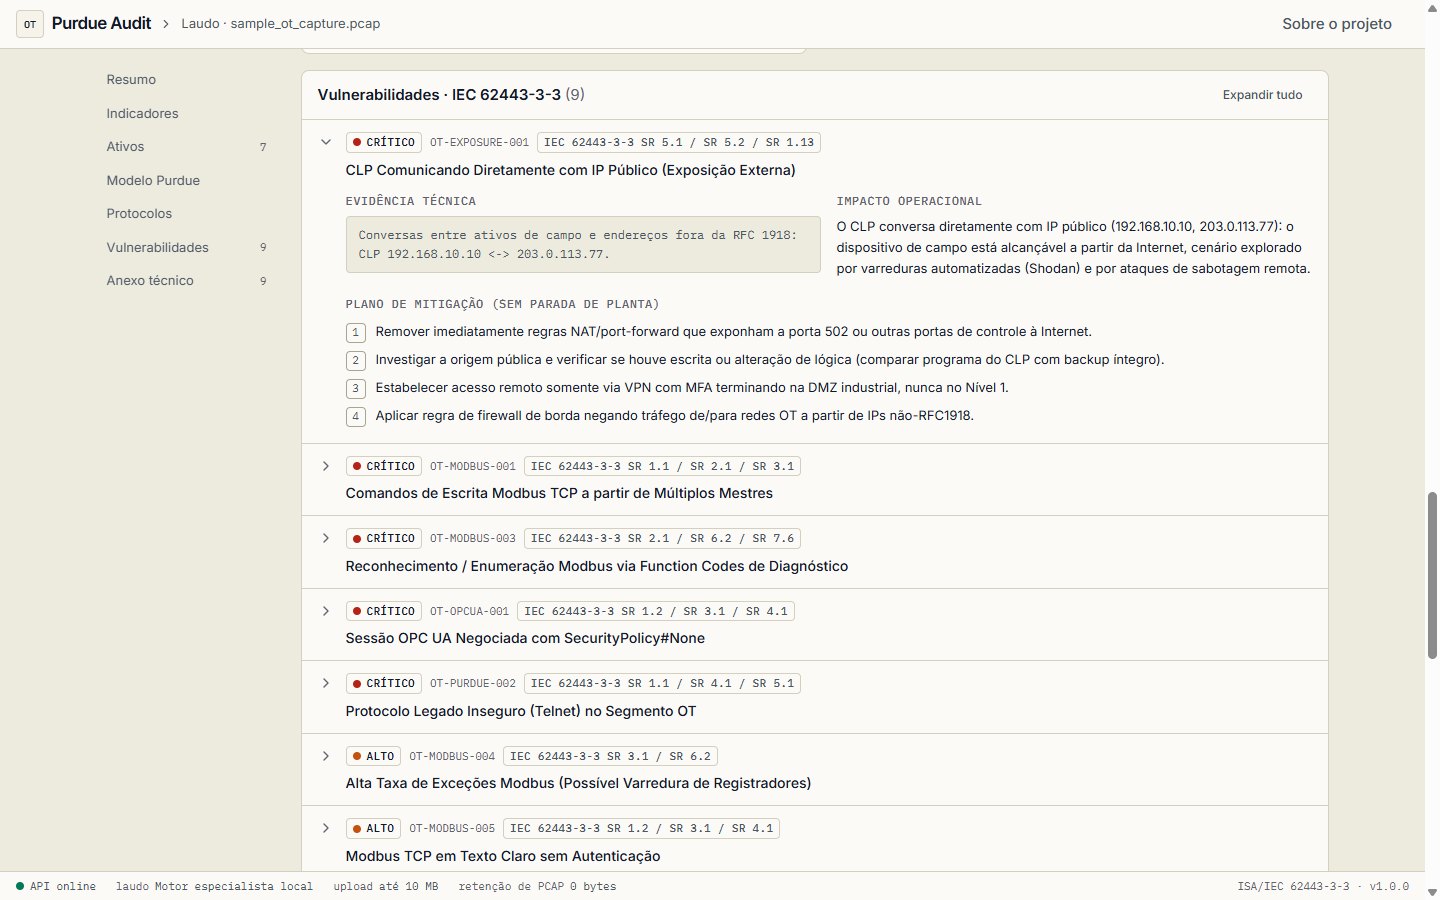 OT Purdue Audit > Laudo · sample_ot_capture.pcap Sobre o projeto
Resumo
Indicadores
Ativos 7
Modelo Purdue
Protocolos
Vulnerabilidades 9
Anexo técnico 9
Vulnerabilidades · IEC 62443-3-3 (9) Expandir tudo
CRÍTICO OT-EXPOSURE-001 IEC 62443-3-3 SR 5.1 / SR 5.2 / SR 1.13
CLP Comunicando Diretamente com IP Público (Exposição Externa)
EVIDÊNCIA TÉCNICA
Conversas entre ativos de campo e endereços fora da RFC 1918:
CLP 192.168.10.10 <-> 203.0.113.77.
IMPACTO OPERACIONAL
O CLP conversa diretamente com IP público (192.168.10.10, 203.0.113.77): o
dispositivo de campo está alcançável a partir da Internet, cenário explorado
por varreduras automatizadas (Shodan) e por ataques de sabotagem remota.
PLANO DE MITIGAÇÃO (SEM PARADA DE PLANTA)
1 Remover imediatamente regras NAT/port-forward que exponham a porta 502 ou outras portas de controle à Internet.
2 Investigar a origem pública e verificar se houve escrita ou alteração de lógica (comparar programa do CLP com backup íntegro).
3 Estabelecer acesso remoto somente via VPN com MFA terminando na DMZ industrial, nunca no Nível 1.
4 Aplicar regra de firewall de borda negando tráfego de/para redes OT a partir de IPs não-RFC1918.
CRÍTICO OT-MODBUS-001 IEC 62443-3-3 SR 1.1 / SR 2.1 / SR 3.1
Comandos de Escrita Modbus TCP a partir de Múltiplos Mestres
CRÍTICO OT-MODBUS-003 IEC 62443-3-3 SR 2.1 / SR 6.2 / SR 7.6
Reconhecimento / Enumeração Modbus via Function Codes de Diagnóstico
CRÍTICO OT-OPCUA-001 IEC 62443-3-3 SR 1.2 / SR 3.1 / SR 4.1
Sessão OPC UA Negociada com SecurityPolicy#None
CRÍTICO OT-PURDUE-002 IEC 62443-3-3 SR 1.1 / SR 4.1 / SR 5.1
Protocolo Legado Inseguro (Telnet) no Segmento OT
ALTO OT-MODBUS-004 IEC 62443-3-3 SR 3.1 / SR 6.2
Alta Taxa de Exceções Modbus (Possível Varredura de Registradores)
ALTO OT-MODBUS-005 IEC 62443-3-3 SR 1.2 / SR 3.1 / SR 4.1
Modbus TCP em Texto Claro sem Autenticação
API online laudo Motor especialista local upload até 10 MB retenção de PCAP 0 bytes ISA/IEC 62443-3-3 · v1.0.0